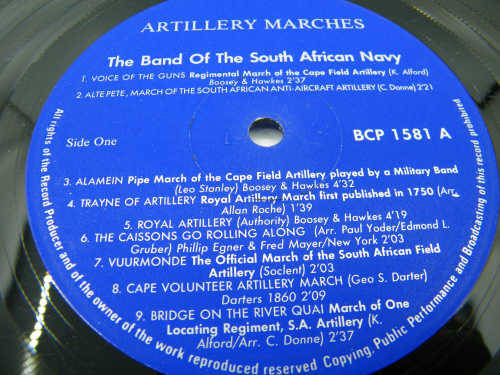 ARTILLERY MARCHES
The Band Of The South African Navy
1. VOICE OF THE GUNS Regimental March of the Cape Field Artillery (K. Alford)
Boosey & Hawkes 2'37
2. ALTE PETE, MARCH OF THE SOUTH AFRICAN ANTI-AIRCRAFT ARTILLERY (C. Donne) 2'21
Side One
BCP 1581 A
3. ALAMEIN Pipe March of the Cape Field Artillery played by a Military Band
(Leo Stanley) Boosey & Hawkes 4'32
4. TRAYNE OF ARTILLERY Royal Artillery March first published in 1750 (Arr.
Allan Roche) 1'39
5. ROYAL ARTILLERY (Authority) Boosey & Hawkes 4'19
6. THE CAISSONS GO ROLLING ALONG (Arr. Paul Yoder/Edmond L.
Gruber) Phillip Egner & Fred Mayer/New York 2'03
7. VUURMONDE The Official March of the South African Field
Artillery (Soclent) 2'03
8. CAPE VOLUNTEER ARTILLERY MARCH (Geo S. Darter)
Darters 1860 2'09
9. BRIDGE ON THE RIVER QUAI March of One
Locating Regiment, S.A. Artillery (K.
Alford/Arr. C. Donne) 2'37
All rights of the Record Producer and of the owner of the work reproduced reserved Copying, Public Performance and Broadcasting of this record prohibited